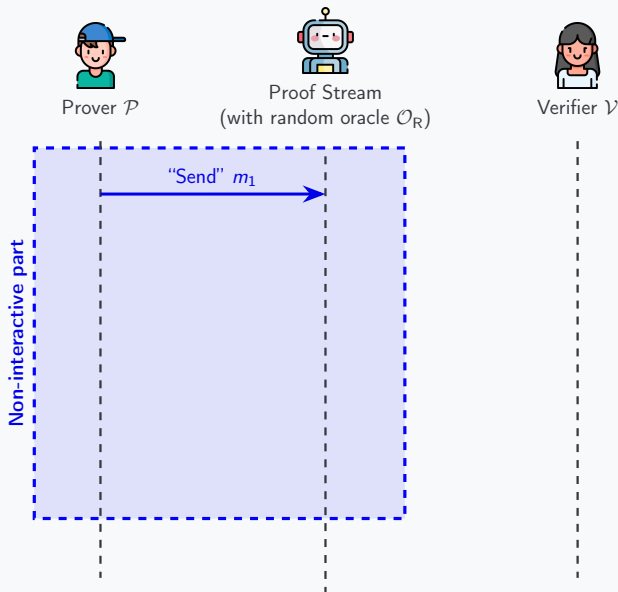 Prover 𝒫
Proof Stream
(with random oracle 𝒪_R)
Verifier 𝒱
“Send” m₁
Non-interactive part